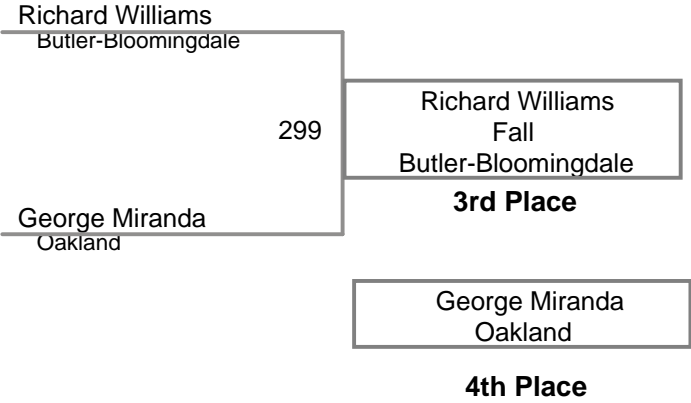 Richard Williams
Butler-Bloomingdale
299
Richard Williams
Fall
Butler-Bloomingdale
3rd Place
George Miranda
Oakland
George Miranda
Oakland
4th Place